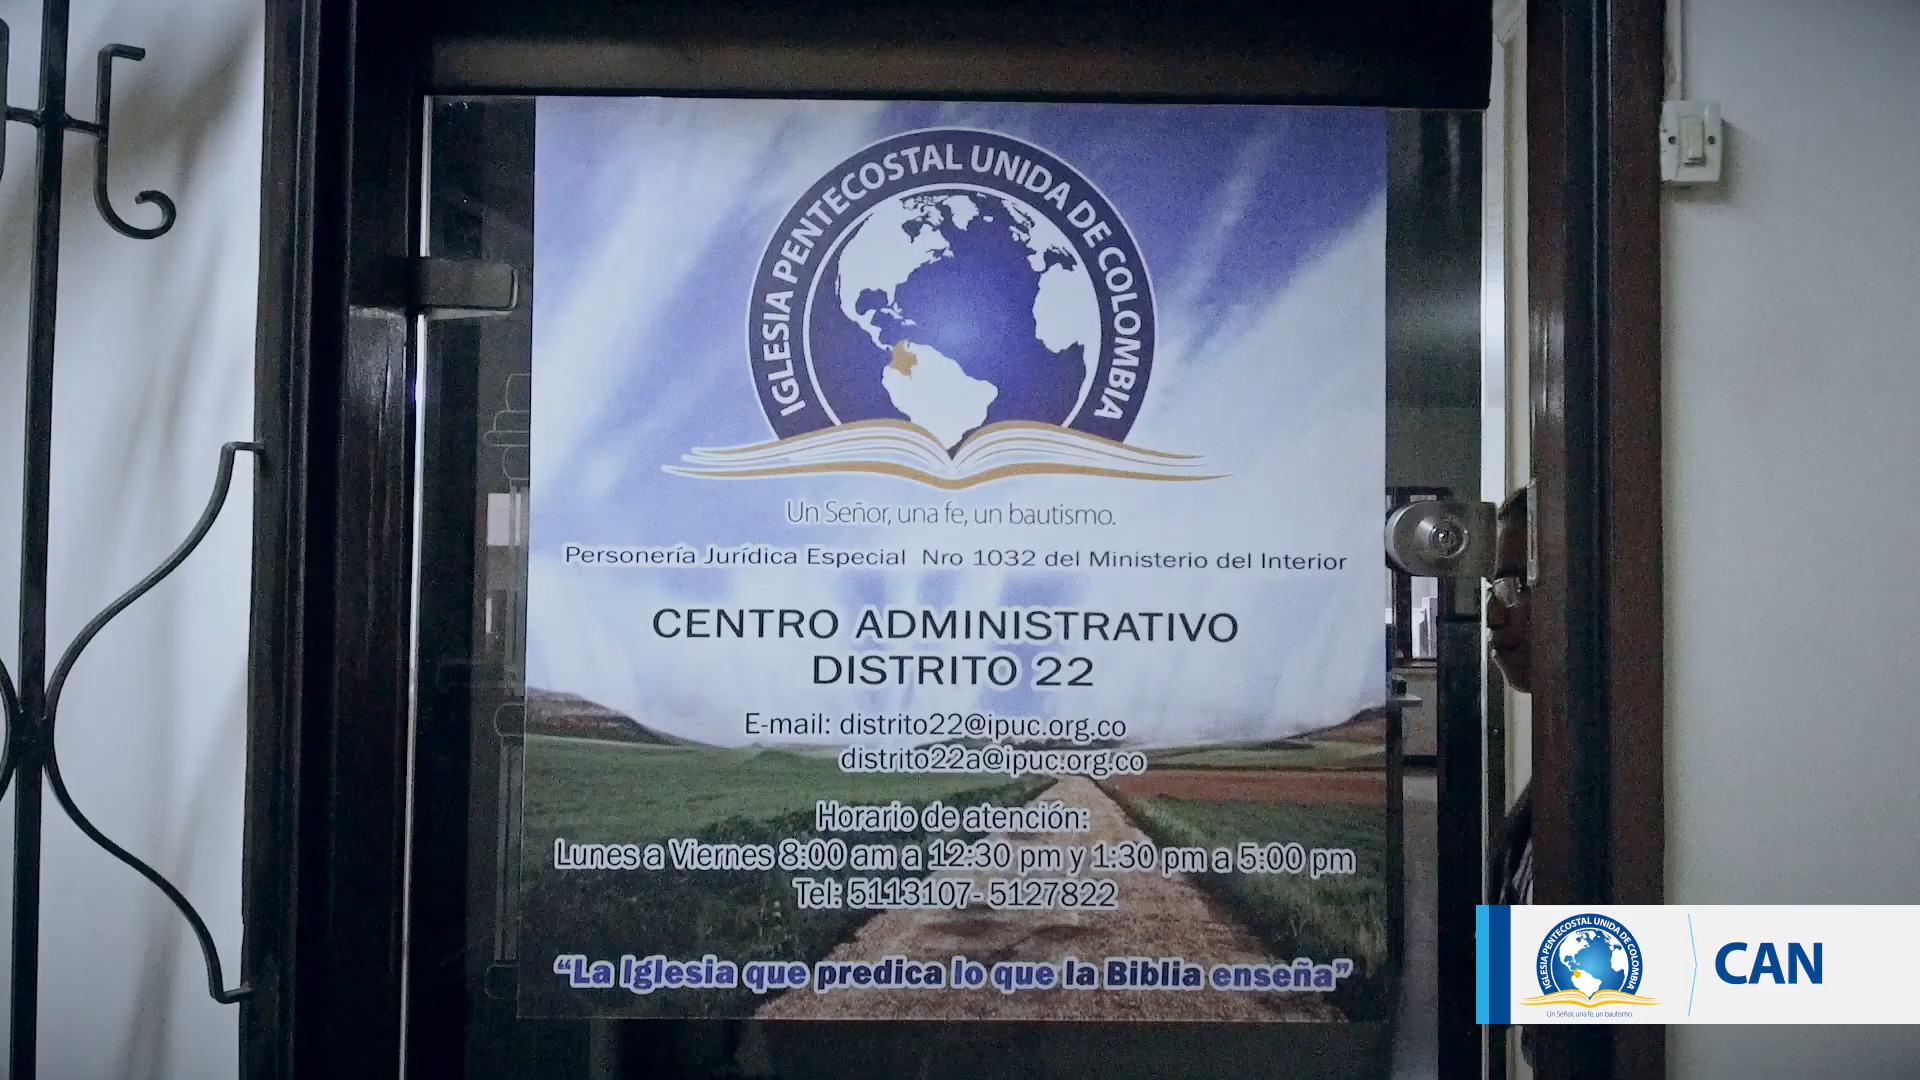 IGLESIA PENTECOSTAL UNIDA DE COLOMBIA
Un Señor, una fe, un bautismo.
Personería Jurídica Especial Nro 1032 del Ministerio del Interior
CENTRO ADMINISTRATIVO
DISTRITO 22
E-mail: distrito22@ipuc.org.co
distrito22a@ipuc.org.co
Horario de atención:
Lunes a Viernes 8:00 am a 12:30 pm y 1:30 pm a 5:00 pm
Tel: 5113107- 5127822
“La Iglesia que predica lo que la Biblia enseña”
IGLESIA PENTECOSTAL UNIDA DE COLOMBIA
Un Señor, una fe, un bautismo.
CAN